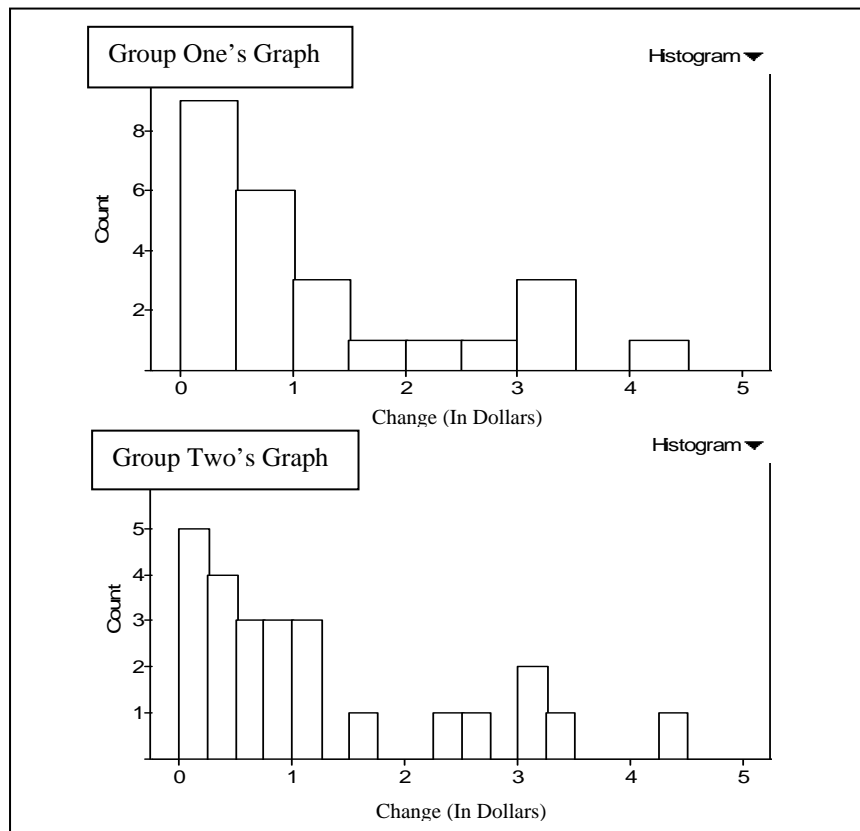 Group One's Graph
Histogram
8
6
4
2
Count
0 1 2 3 4 5
Change (In Dollars)
Group Two's Graph
Histogram
5
4
3
2
1
Count
0 1 2 3 4 5
Change (In Dollars)